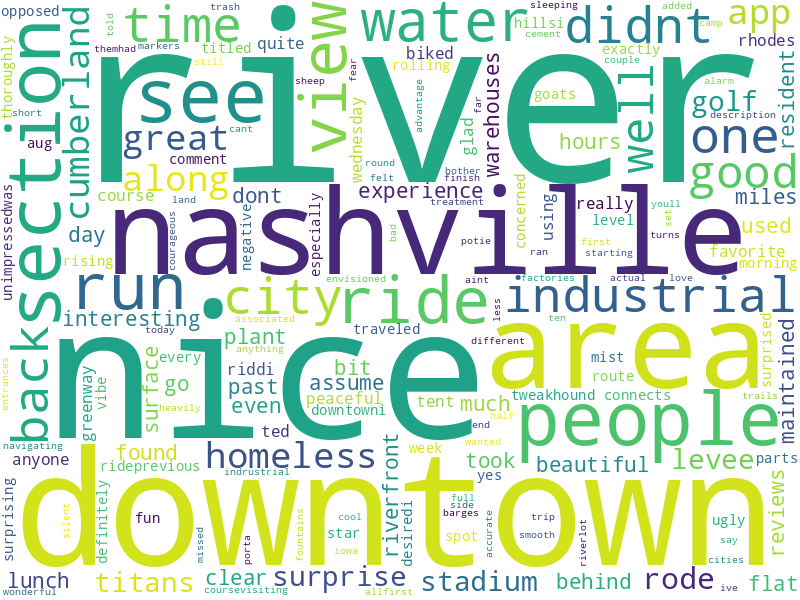 opposed
time
told
trash
markers
themhad
titled
still
biked
rolling
water
sleeping
hillsi
cement
camp
added
couple
didnt
app
rhodes
thoroughly
short
section
cumberland
river
quite
sheep
fear
view
wednesday
advantage
glad
far
warehouses
goats
exactly
alarm
cant
golf
description
resident
see
aug
great
comment
round
felt
bother
finish
hours
well
cities
one
good
along
land
course
courageous
dont
negative
especially
experience
treatment
really
level
concerned
using
youll
set
miles
used
unimpressedwas
day
rising
nashville
bad
potie
ran
starting
turns
first
favorite
morning
back
run
envisioned
city
ride
aint
less
factories
actual
love
industrial
interesting
today
associated
traveled
ten
different
area
surprised
entrances
greenway
every
vibe
heavily
surface
plant
anything
riddi
go
past
even
nice
bit
assume
peaceful
downtowni
tent
much
mist
route
tweakhound
connects
trails
maintained
people
navigating
anyone
found
rideprevious
indrustrial
ted
homeless
week
end
wanted
half
took
yes
beautiful
levee
parts
surprising
definitely
silent
fun
downtown
riverfront
desiredi
star
cool
iowa
full
side
barges
spot
accurate
trip
smooth
riverlot
ugly
say
cities
reviews
lunch
wonderful
titans
missed
coursevisiting
clear
porta
fountains
surprise
allfirst
stadium
behind
rode
ive
flat